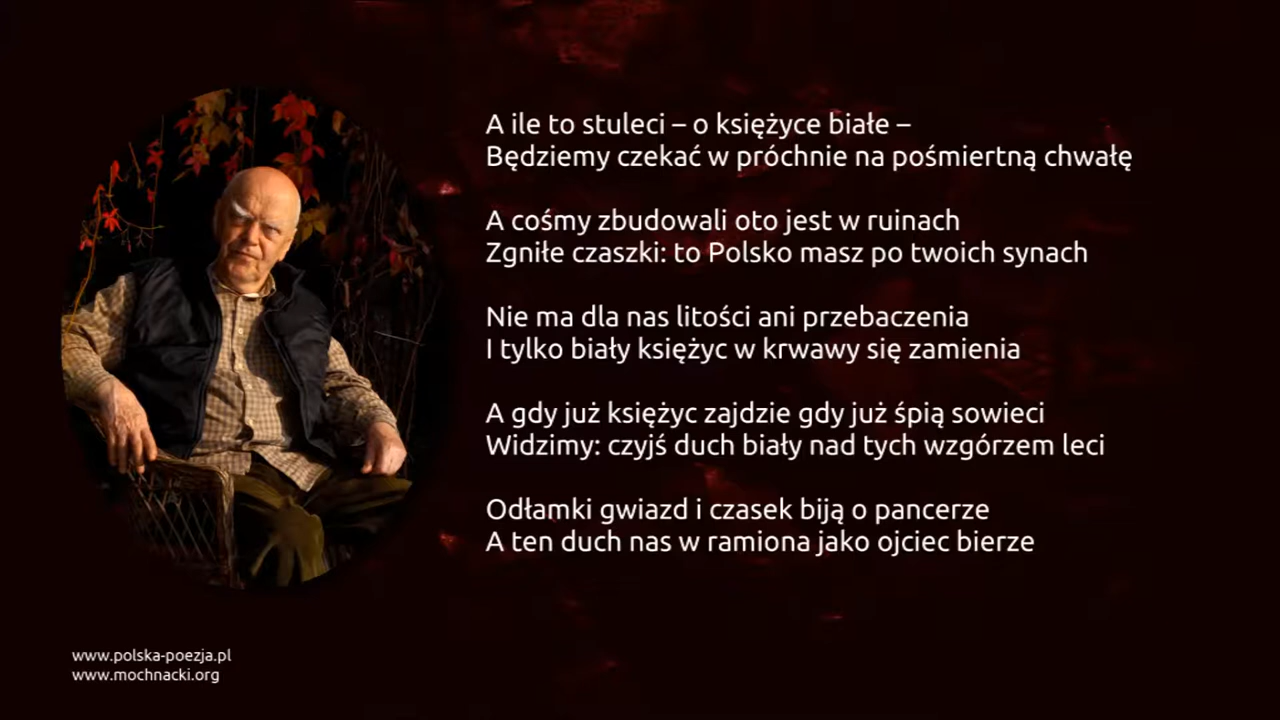 A ile to stuleci – o księżyce białe –
Będziemy czekać w próchnie na pośmiertną chwałę
A cośmy zbudowali oto jest w ruinach
Zgniłe czaszki: to Polsko masz po twoich synach
Nie ma dla nas litości ani przebaczenia
I tylko biały księżyc w krwawy się zamienia
A gdy już księżyc zajdzie gdy już śpią sowieci
Widzimy: czyjś duch biały nad tych wzgórzem leci
Odłamki gwiazd i czasek biją o pancerze
A ten duch nas w ramiona jako ojciec bierze
www.polska-poezja.pl
www.mochnacki.org